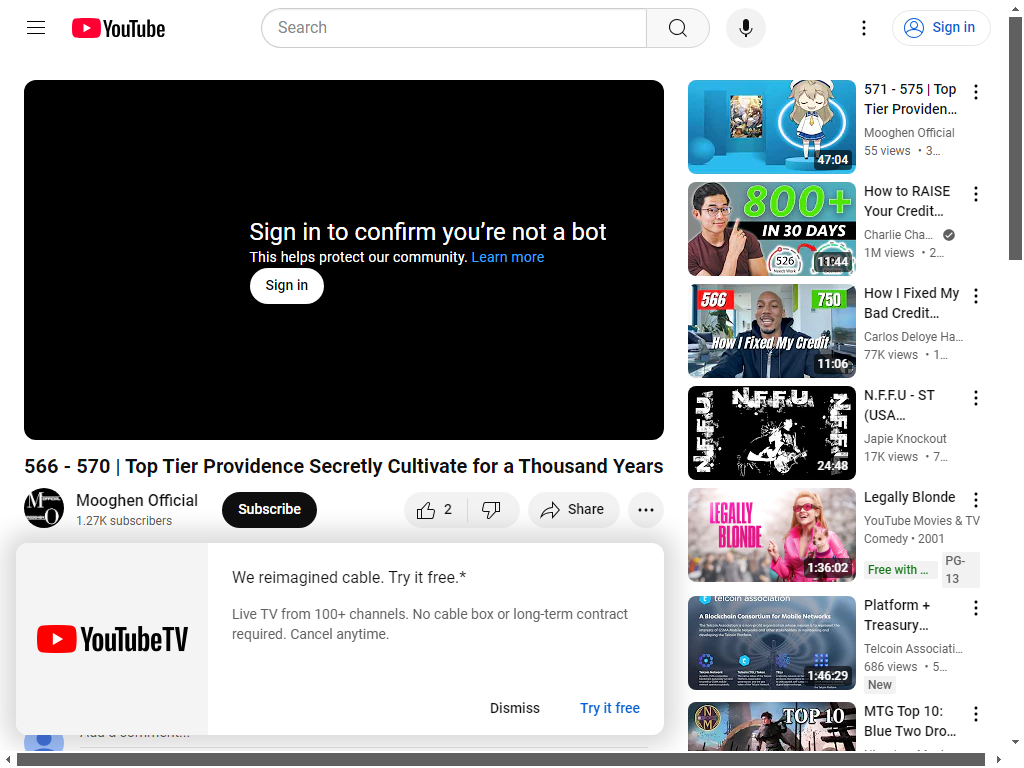 YouTube
Search
Sign in
Sign in to confirm you're not a bot
This helps protect our community. Learn more
Sign in
566 - 570 | Top Tier Providence Secretly Cultivate for a Thousand Years
Mooghen Official
1.27K subscribers
Subscribe
2
Share
We reimagined cable. Try it free.*
Live TV from 100+ channels. No cable box or long-term contract
required. Cancel anytime.
YouTubeTV
Dismiss
Try it free
571 - 575 | Top
Tier Providen...
Mooghen Official
55 views • 3...
47:04
800+
IN 30 DAYS
526
11:44
How to RAISE
Your Credit...
Charlie Cha...
1M views • 2...
566
750
How I Fixed My Credit
11:06
How I Fixed My
Bad Credit...
Carlos Deloye Ha...
77K views • 1...
N.F.F.U
N.F.F.U.
24:48
N.F.F.U - ST
(USA...
Japie Knockout
17K views • 7...
LEGALLY
BLONDE
1:36:02
Legally Blonde
YouTube Movies & TV
Comedy • 2001
Free with ...
PG-
13
telcoin association
A Blockchain Consortium for Mobile Networks
1:46:29
Platform +
Treasury...
Telcoin Associati...
686 views • 5...
New
TOP 10
MTG Top 10:
Blue Two Dro...